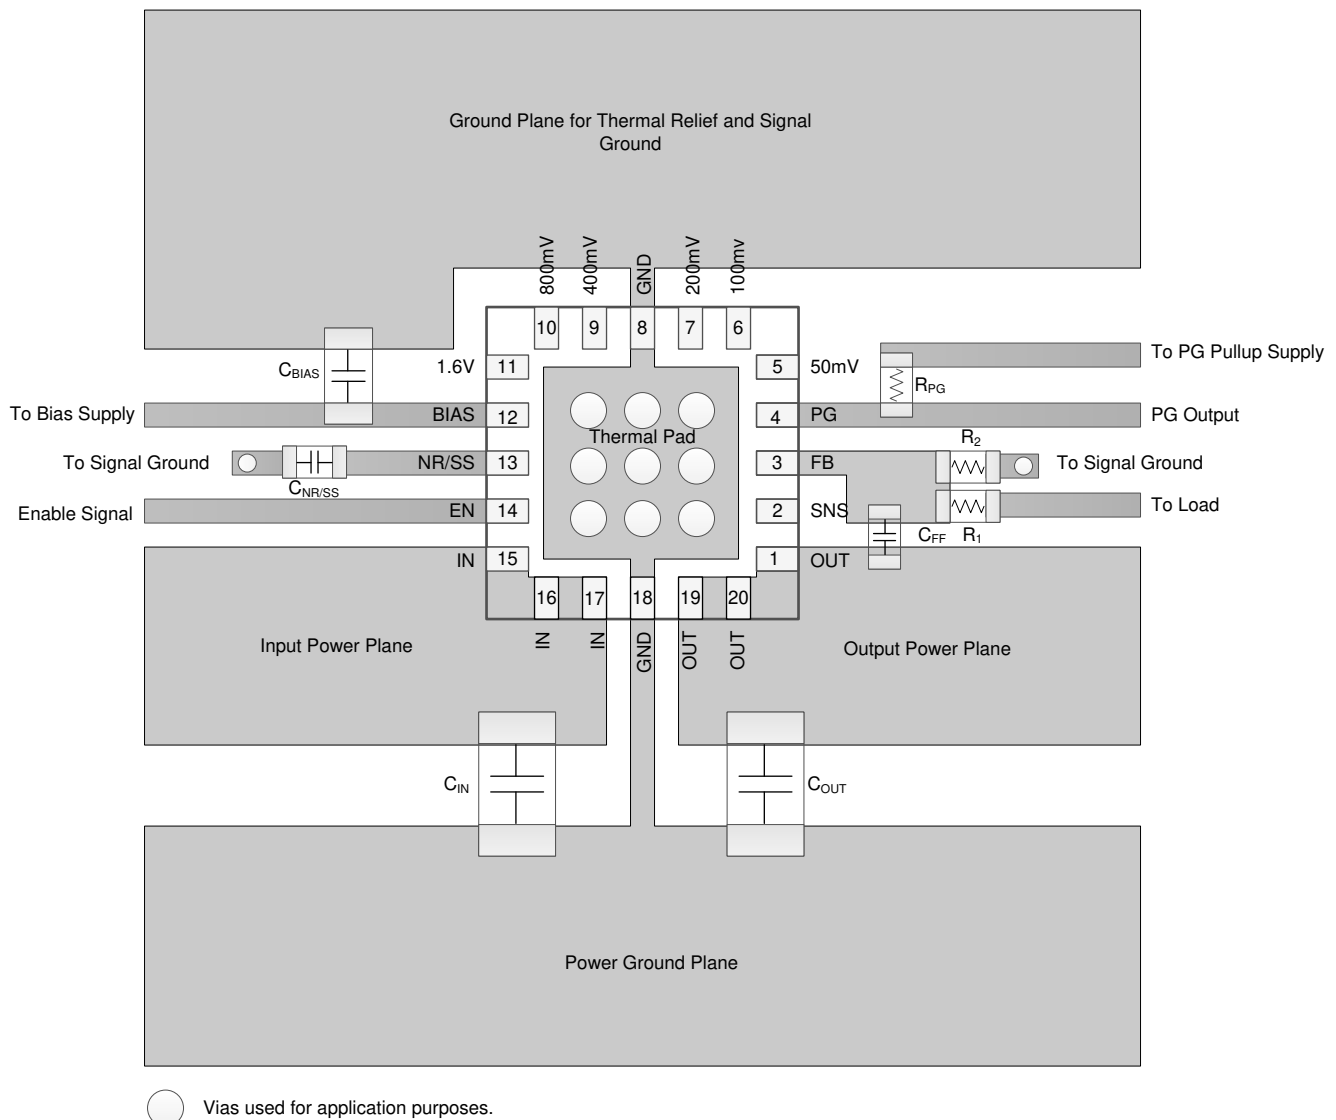 Ground Plane for Thermal Relief and Signal
Ground
800mV
400mV
GND
200mV
100mv
10
9
8
7
6
CBIAS
1.6V
11
5
50mV
To PG Pullup Supply
RPG
To Bias Supply
BIAS
12
4
PG
PG Output
Thermal Pad
R2
To Signal Ground
NR/SS
13
3
FB
To Signal Ground
CNR/SS
Enable Signal
EN
14
2
SNS
To Load
CFF
R1
IN
15
1
OUT
16
17
18
19
20
IN
IN
GND
OUT
OUT
Input Power Plane
Output Power Plane
CIN
COUT
Power Ground Plane
Vias used for application purposes.